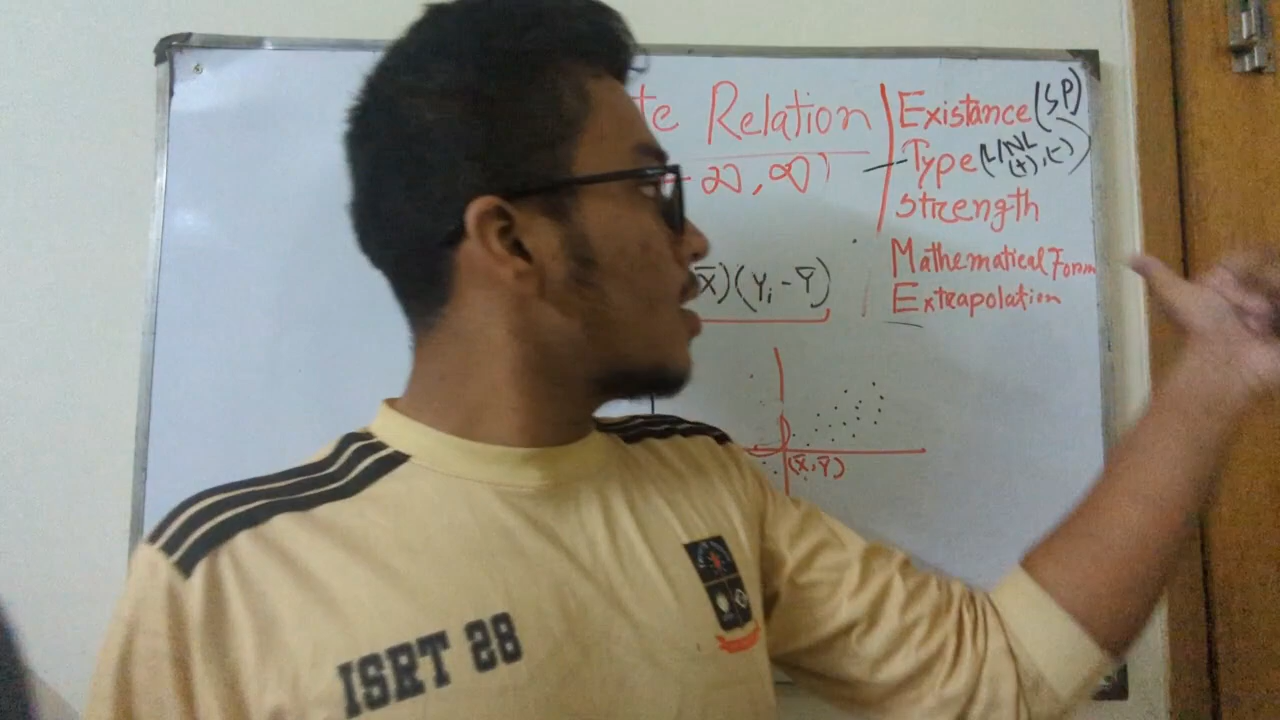 te Relation
-∞, ∞)
x̄)(Yᵢ - Ȳ)
(x̄, Ȳ)
Existance (SP)
Type (L/NL
(+), (-))
Strength
Mathematical Form
Extrapolation
ISRT 28